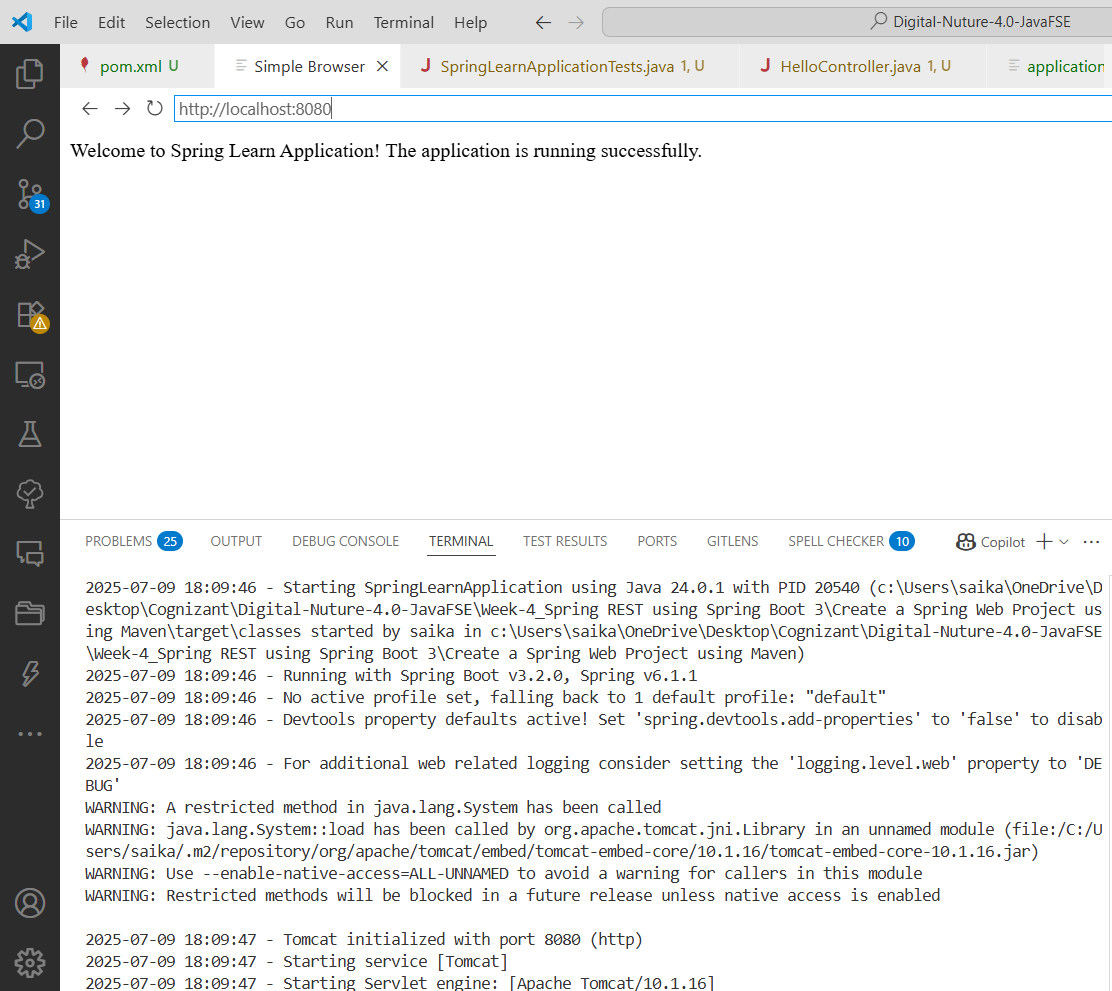 File Edit Selection View Go Run Terminal Help Digital-Nuture-4.0-JavaFSE
pom.xml U Simple Browser J SpringLearnApplicationTests.java 1, U J HelloController.java 1, U application
http://localhost:8080
Welcome to Spring Learn Application! The application is running successfully.
31
PROBLEMS 25 OUTPUT DEBUG CONSOLE TERMINAL TEST RESULTS PORTS GITLENS SPELL CHECKER 10 Copilot
2025-07-09 18:09:46 - Starting SpringLearnApplication using Java 24.0.1 with PID 20540 (c:\Users\saika\OneDrive\D
esktop\Cognizant\Digital-Nuture-4.0-JavaFSE\Week-4_Spring REST using Spring Boot 3\Create a Spring Web Project us
ing Maven\target\classes started by saika in c:\Users\saika\OneDrive\Desktop\Cognizant\Digital-Nuture-4.0-JavaFSE
\Week-4_Spring REST using Spring Boot 3\Create a Spring Web Project using Maven)
2025-07-09 18:09:46 - Running with Spring Boot v3.2.0, Spring v6.1.1
2025-07-09 18:09:46 - No active profile set, falling back to 1 default profile: "default"
2025-07-09 18:09:46 - Devtools property defaults active! Set 'spring.devtools.add-properties' to 'false' to disab
le
2025-07-09 18:09:46 - For additional web related logging consider setting the 'logging.level.web' property to 'DE
BUG'
WARNING: A restricted method in java.lang.System has been called
WARNING: java.lang.System::load has been called by org.apache.tomcat.jni.Library in an unnamed module (file:/C:/U
sers/saika/.m2/repository/org/apache/tomcat/embed/tomcat-embed-core/10.1.16/tomcat-embed-core-10.1.16.jar)
WARNING: Use --enable-native-access=ALL-UNNAMED to avoid a warning for callers in this module
WARNING: Restricted methods will be blocked in a future release unless native access is enabled
2025-07-09 18:09:47 - Tomcat initialized with port 8080 (http)
2025-07-09 18:09:47 - Starting service [Tomcat]
2025-07-09 18:09:47 - Starting Servlet engine: [Apache Tomcat/10.1.16]